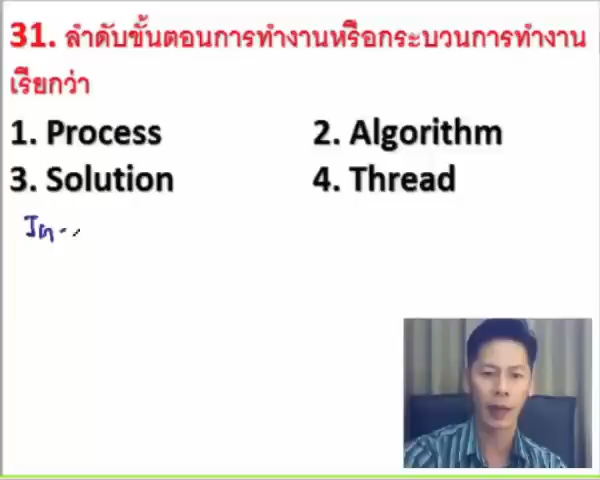 31. ลำดับขั้นตอนการทำงานหรือกระบวนการทำงาน
เรียกว่า
1. Process 2. Algorithm
3. Solution 4. Thread